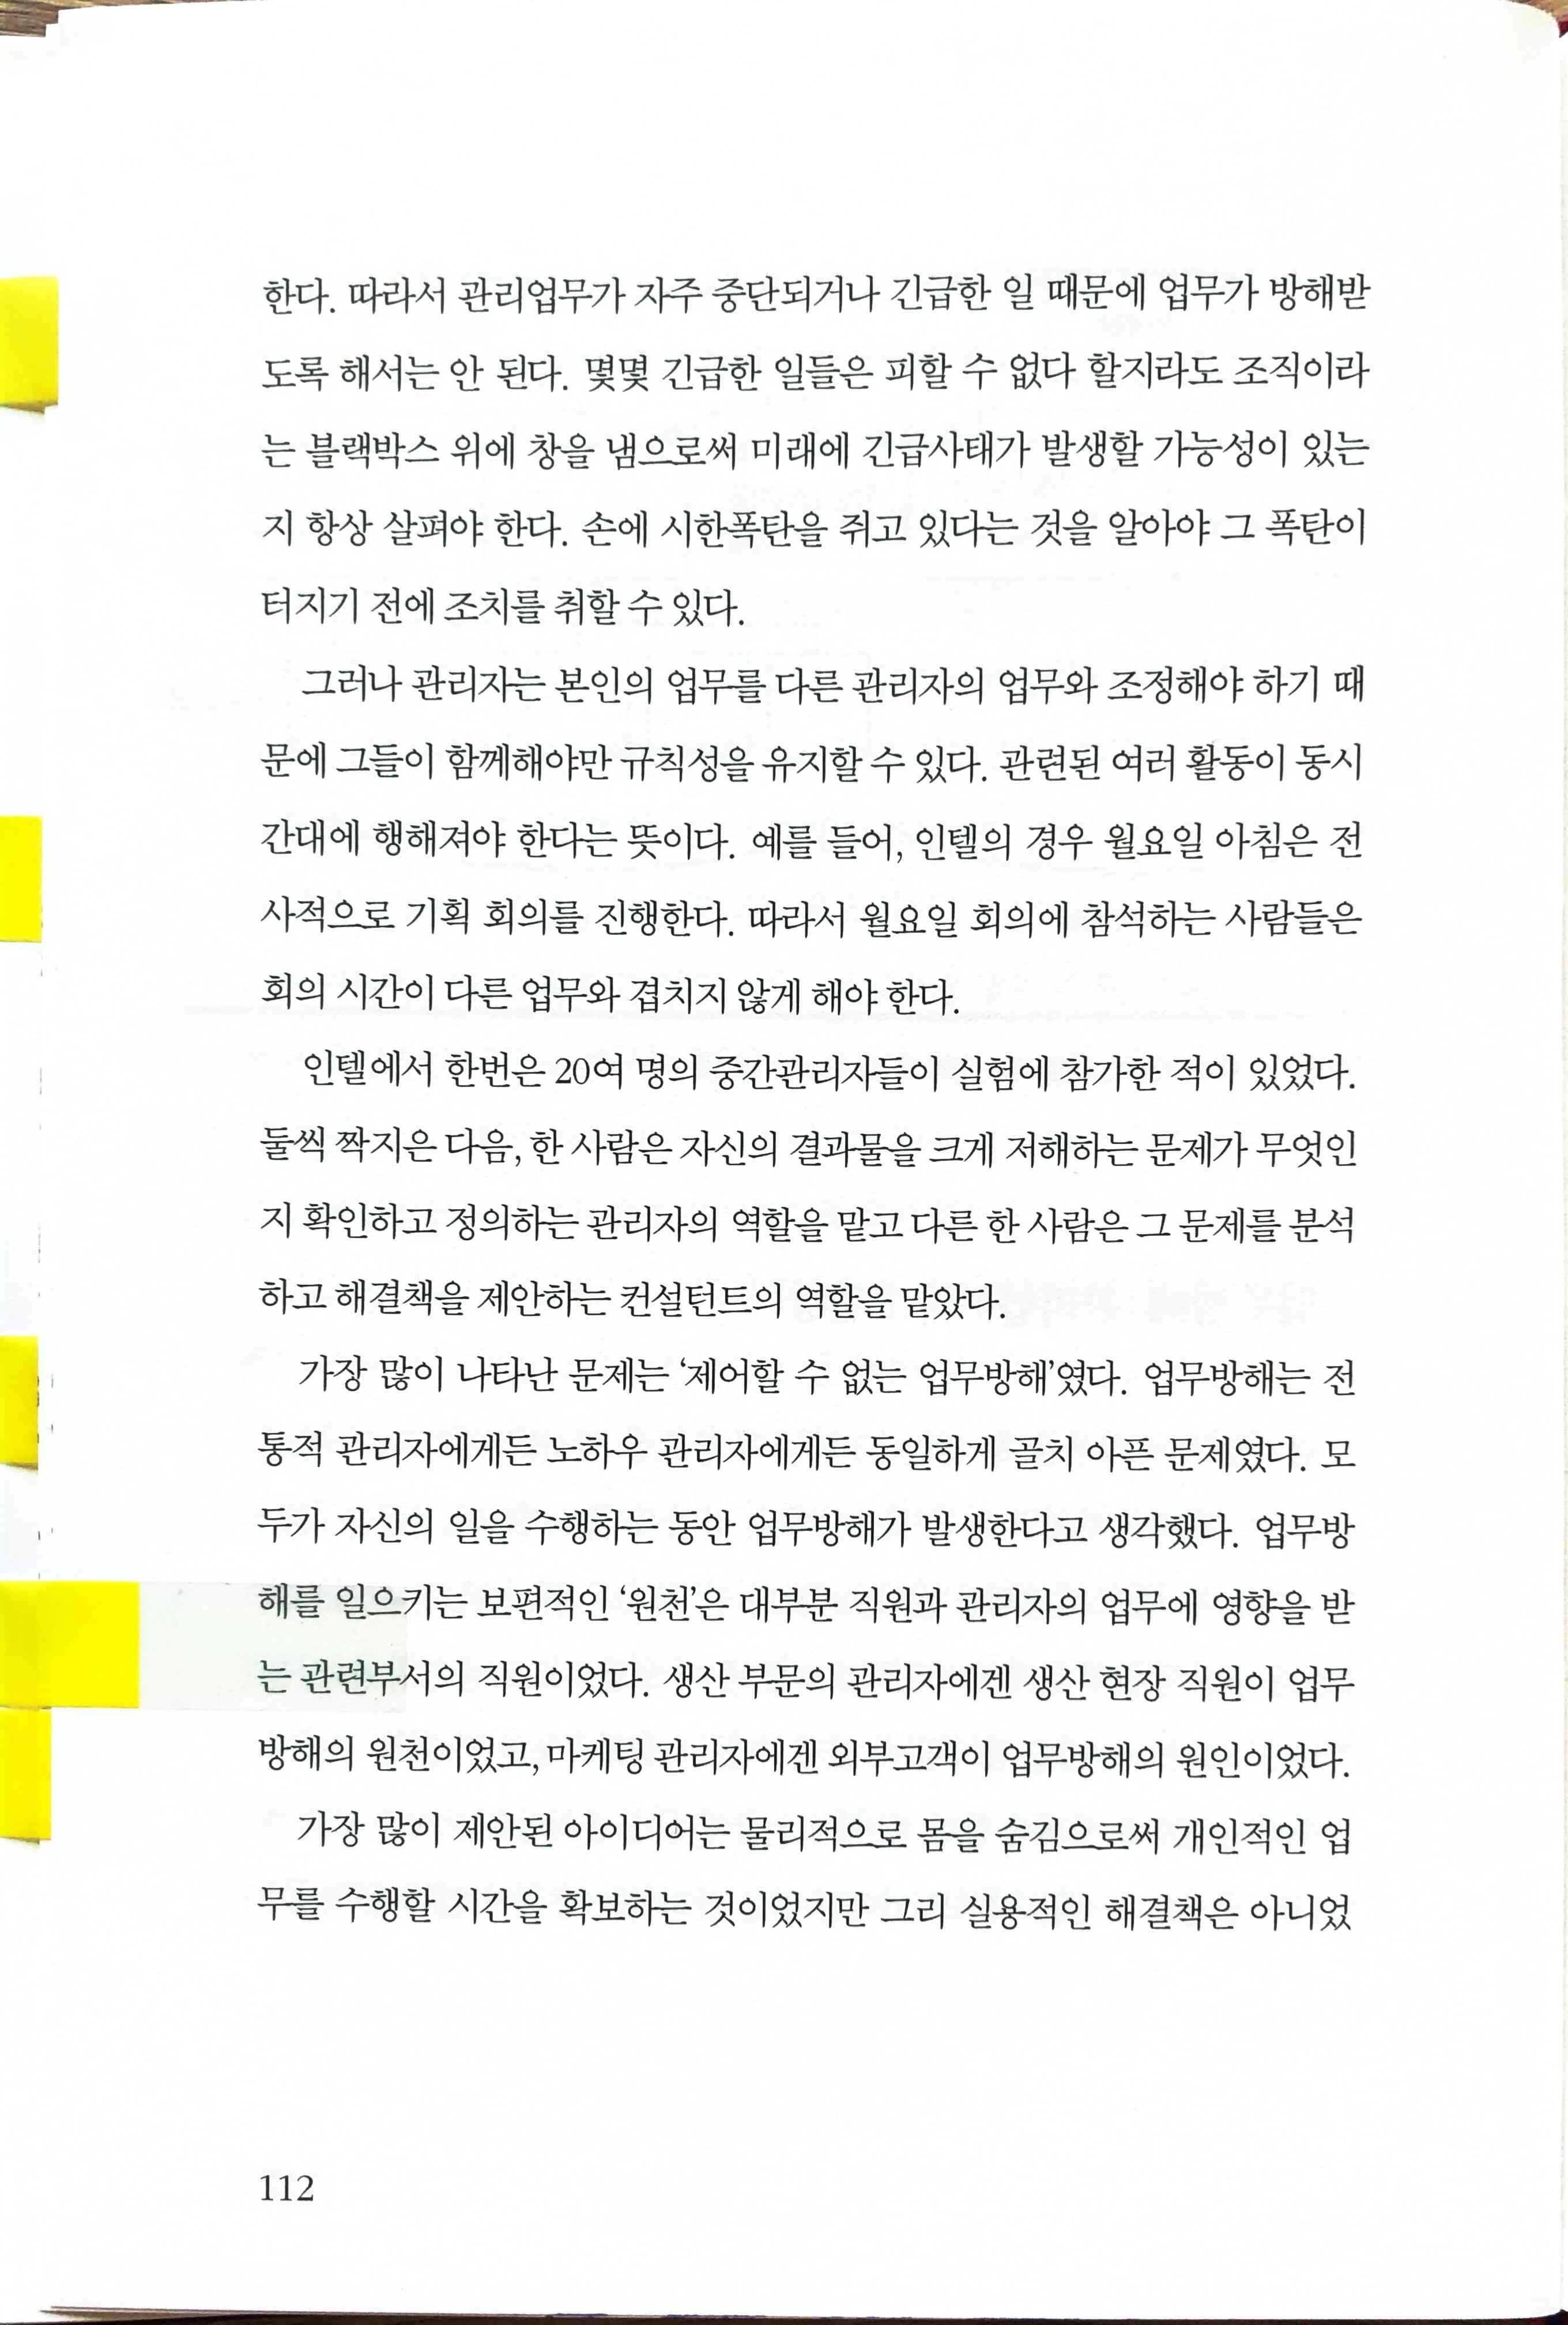 한다. 따라서 관리업무가 자주 중단되거나 긴급한 일 때문에 업무가 방해받
도록 해서는 안 된다. 몇몇 긴급한 일들은 피할 수 없다 할지라도 조직이라
는 블랙박스 위에 창을 냄으로써 미래에 긴급사태가 발생할 가능성이 있는
지 항상 살펴야 한다. 손에 시한폭탄을 쥐고 있다는 것을 알아야 그 폭탄이
터지기 전에 조치를 취할 수 있다.
그러나 관리자는 본인의 업무를 다른 관리자의 업무와 조정해야 하기 때
문에 그들이 함께해야만 규칙성을 유지할 수 있다. 관련된 여러 활동이 동시
간대에 행해져야 한다는 뜻이다. 예를 들어, 인텔의 경우 월요일 아침은 전
사적으로 기획 회의를 진행한다. 따라서 월요일 회의에 참석하는 사람들은
회의 시간이 다른 업무와 겹치지 않게 해야 한다.
인텔에서 한번은 20여 명의 중간관리자들이 실험에 참가한 적이 있었다.
둘씩 짝지은 다음, 한 사람은 자신의 결과물을 크게 저해하는 문제가 무엇인
지 확인하고 정의하는 관리자의 역할을 맡고 다른 한 사람은 그 문제를 분석
하고 해결책을 제안하는 컨설턴트의 역할을 맡았다.
가장 많이 나타난 문제는 ‘제어할 수 없는 업무방해’였다. 업무방해는 전
통적 관리자에게든 노하우 관리자에게든 동일하게 골치 아픈 문제였다. 모
두가 자신의 일을 수행하는 동안 업무방해가 발생한다고 생각했다. 업무방
해를 일으키는 보편적인 ‘원천’은 대부분 직원과 관리자의 업무에 영향을 받
는 관련부서의 직원이었다. 생산 부문의 관리자에겐 생산 현장 직원이 업무
방해의 원천이었고, 마케팅 관리자에겐 외부고객이 업무방해의 원인이었다.
가장 많이 제안된 아이디어는 물리적으로 몸을 숨김으로써 개인적인 업
무를 수행할 시간을 확보하는 것이었지만 그리 실용적인 해결책은 아니었
112